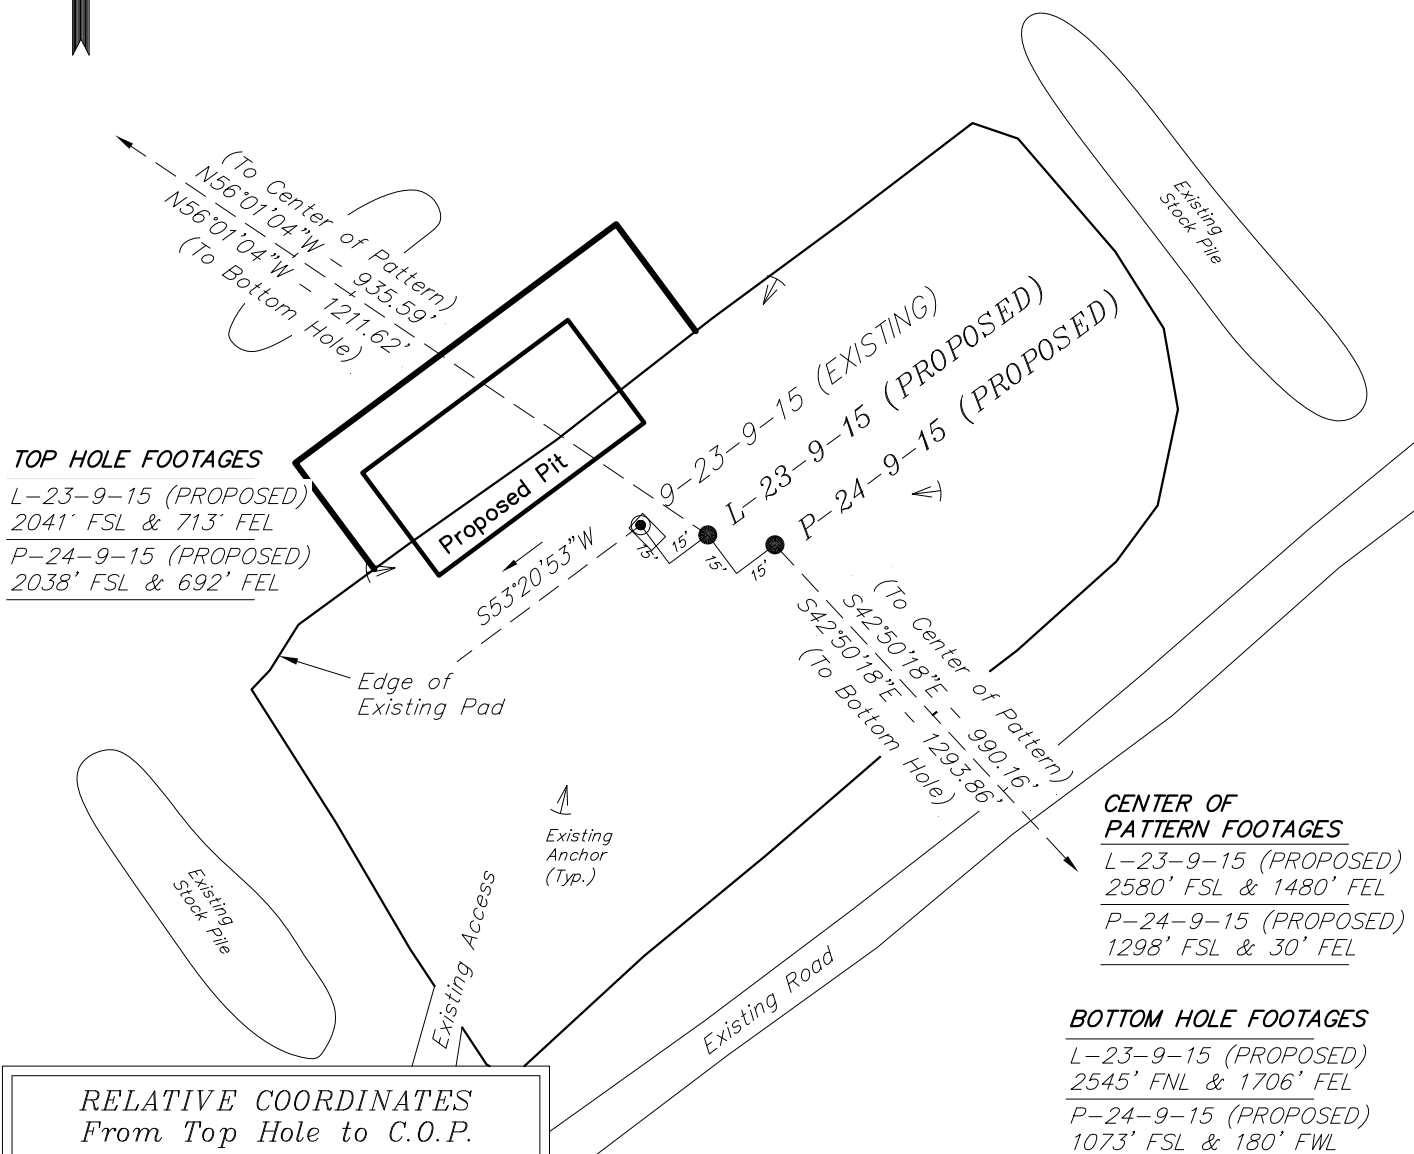 (To Center of Pattern)
N56°01'04"W - 935.59'
N56°01'04"W - 1211.62'
(To Bottom Hole)
Existing
Stock Pile
9-23-9-15 (EXISTING)
L-23-9-15 (PROPOSED)
P-24-9-15 (PROPOSED)
Proposed Pit
TOP HOLE FOOTAGES
L-23-9-15 (PROPOSED)
2041' FSL & 713' FEL
P-24-9-15 (PROPOSED)
2038' FSL & 692' FEL
15'
15'
15'
15'
S53°20'53"W
(To Center of Pattern)
S42°50'18"E - 990.16'
S42°50'18"E - 1293.86'
(To Bottom Hole)
Edge of
Existing Pad
Existing
Anchor
(Typ.)
Existing
Stock Pile
Existing Access
Existing Road
CENTER OF
PATTERN FOOTAGES
L-23-9-15 (PROPOSED)
2580' FSL & 1480' FEL
P-24-9-15 (PROPOSED)
1298' FSL & 30' FEL
BOTTOM HOLE FOOTAGES
L-23-9-15 (PROPOSED)
2545' FNL & 1706' FEL
P-24-9-15 (PROPOSED)
1073' FSL & 180' FWL
RELATIVE COORDINATES
From Top Hole to C.O.P.